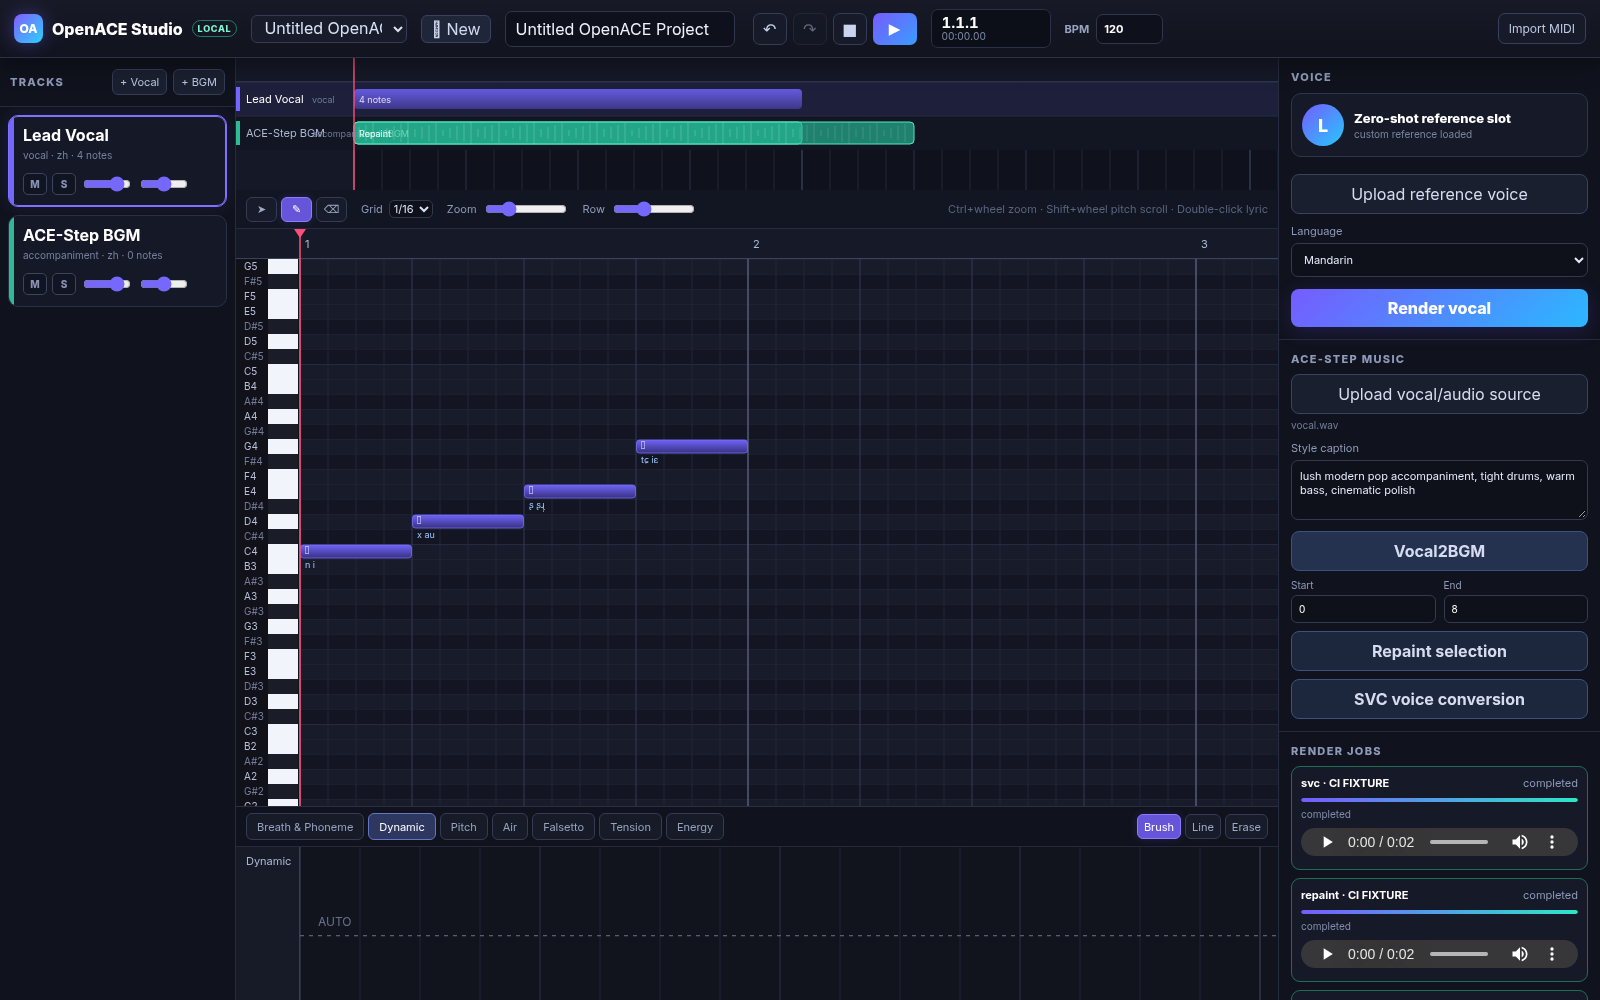 OA OpenACE Studio LOCAL Untitled OpenAC New Untitled OpenACE Project 1.1.1 00:00.00 BPM 120 Import MIDI
TRACKS + Vocal + BGM
Lead Vocal
vocal · zh · 4 notes
M S
ACE-Step BGM
accompaniment · zh · 0 notes
M S
Lead Vocal vocal 4 notes
ACE-Step BGM Repaint
Grid 1/16 Zoom Row Ctrl+wheel zoom · Shift+wheel pitch scroll · Double-click lyric
1 2 3
G5
F#5
F5
E5
D#5
D5
C#5
C5
B4
A#4
A4
G#4
G4
F#4 tɕ iɛ
F4
E4
D#4
D4
C#4 x au
C4
B3 n i
A#3
A3
G#3
G3
F#3
F3
E3
D#3
D3
C#3
C3
B2
A#2
A2
G#2
Breath & Phoneme Dynamic Pitch Air Falsetto Tension Energy Brush Line Erase
Dynamic
AUTO
VOICE
L Zero-shot reference slot
custom reference loaded
Upload reference voice
Language
Mandarin
Render vocal
ACE-STEP MUSIC
Upload vocal/audio source
vocal.wav
Style caption
lush modern pop accompaniment, tight drums, warm
bass, cinematic polish
Vocal2BGM
Start End
0 8
Repaint selection
SVC voice conversion
RENDER JOBS
svc · CI FIXTURE completed
completed
0:00 / 0:02
repaint · CI FIXTURE completed
completed
0:00 / 0:02